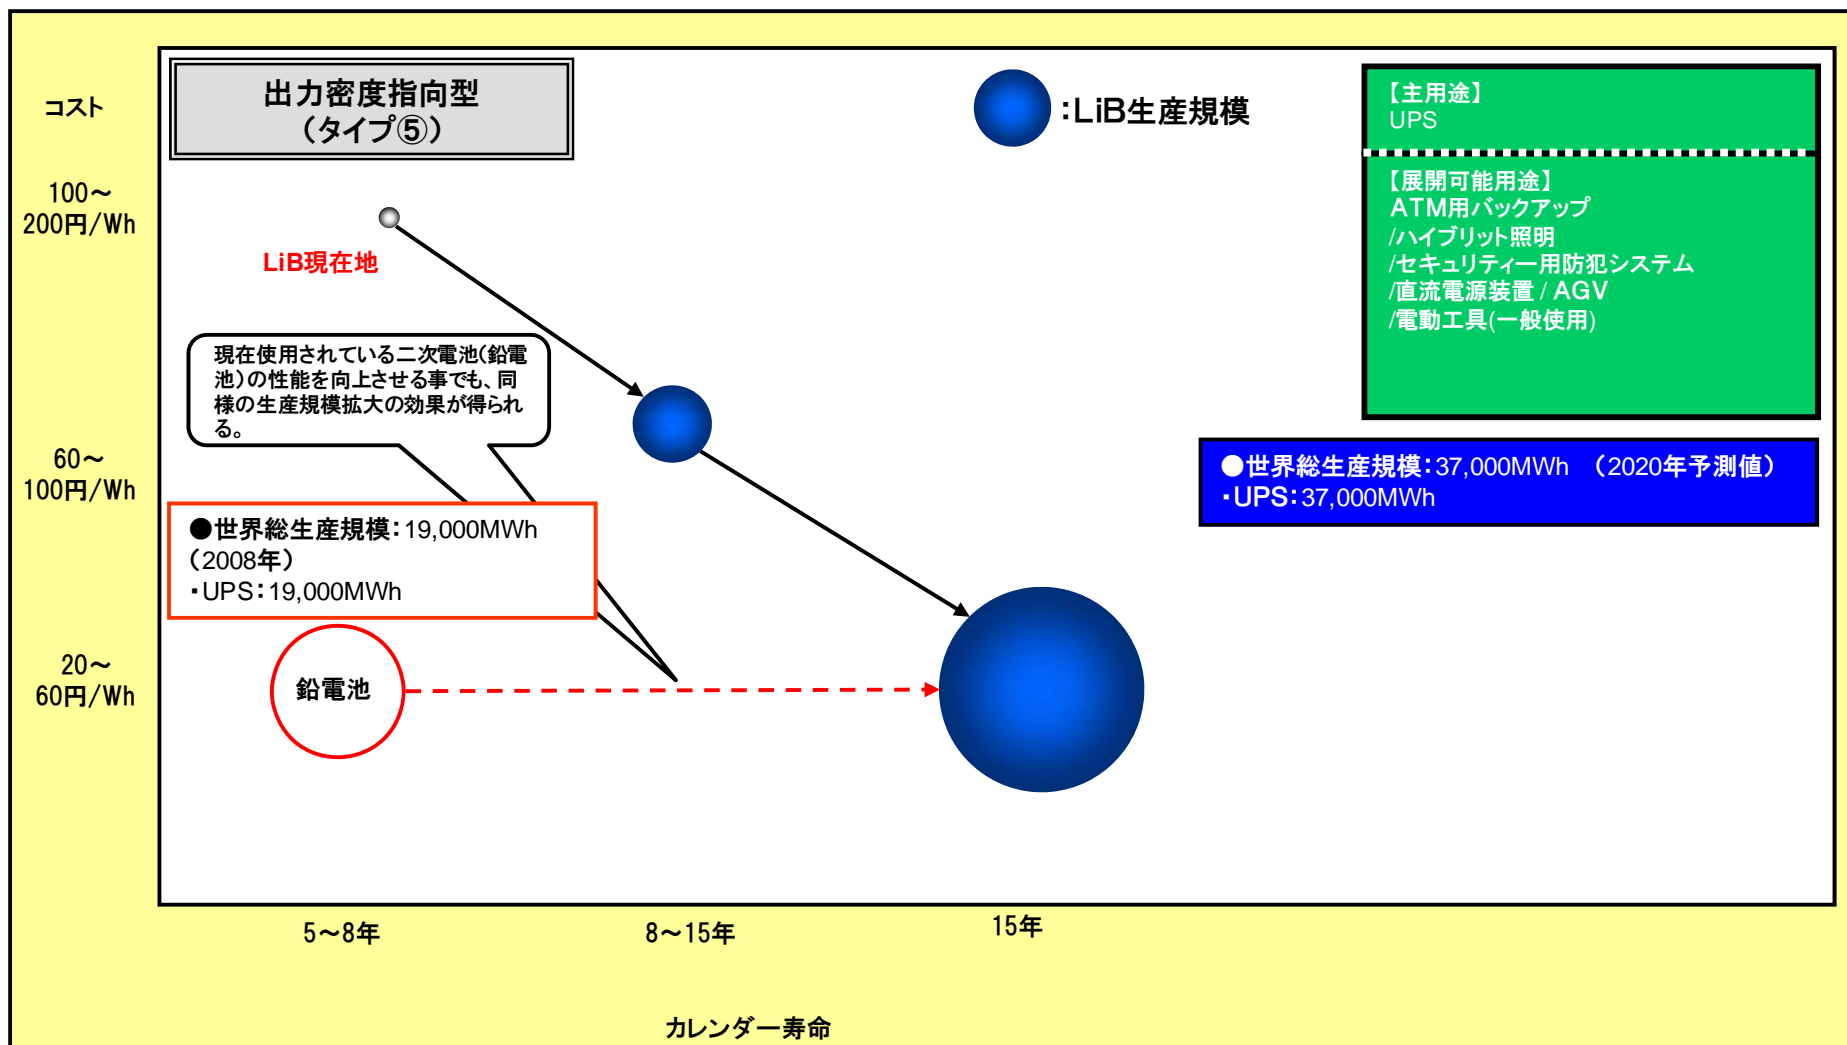 出力密度指向型
（タイプ⑤）
：LiB生産規模
【主用途】
UPS
【展開可能用途】
ATM用バックアップ
/ハイブリット照明
/セキュリティー用防犯システム
/直流電源装置 / AGV
/電動工具(一般使用)
コスト
100～
200円/Wh
LiB現在地
現在使用されている二次電池（鉛電
池）の性能を向上させる事でも、同
様の生産規模拡大の効果が得られ
る。
60～
100円/Wh
●世界総生産規模：37,000MWh （2020年予測値）
・UPS：37,000MWh
●世界総生産規模：19,000MWh
（2008年）
・UPS：19,000MWh
20～
60円/Wh
鉛電池
5～8年
8～15年
15年
カレンダー寿命